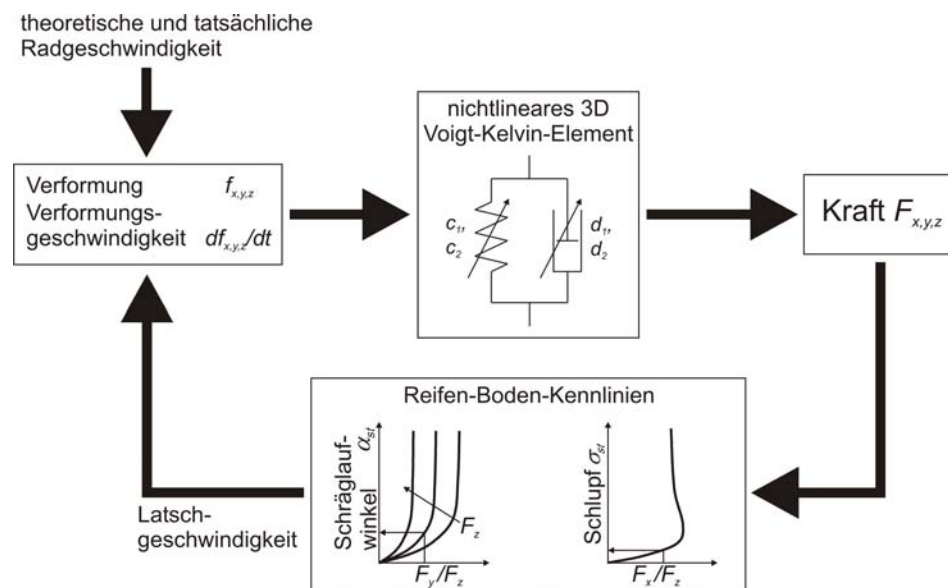 theoretische und tatsächliche
Radgeschwindigkeit
Verformung f_{x,y,z}
Verformungs-
geschwindigkeit df_{x,y,z}/dt
nichtlineares 3D
Voigt-Kelvin-Element
c_1, d_1,
c_2 d_2
Kraft F_{x,y,z}
Reifen-Boden-Kennlinien
Schräglauf-
winkel α_{st}
F_z
F_y/F_z
Schlupf σ_{st}
F_x/F_z
Latsch-
geschwindigkeit